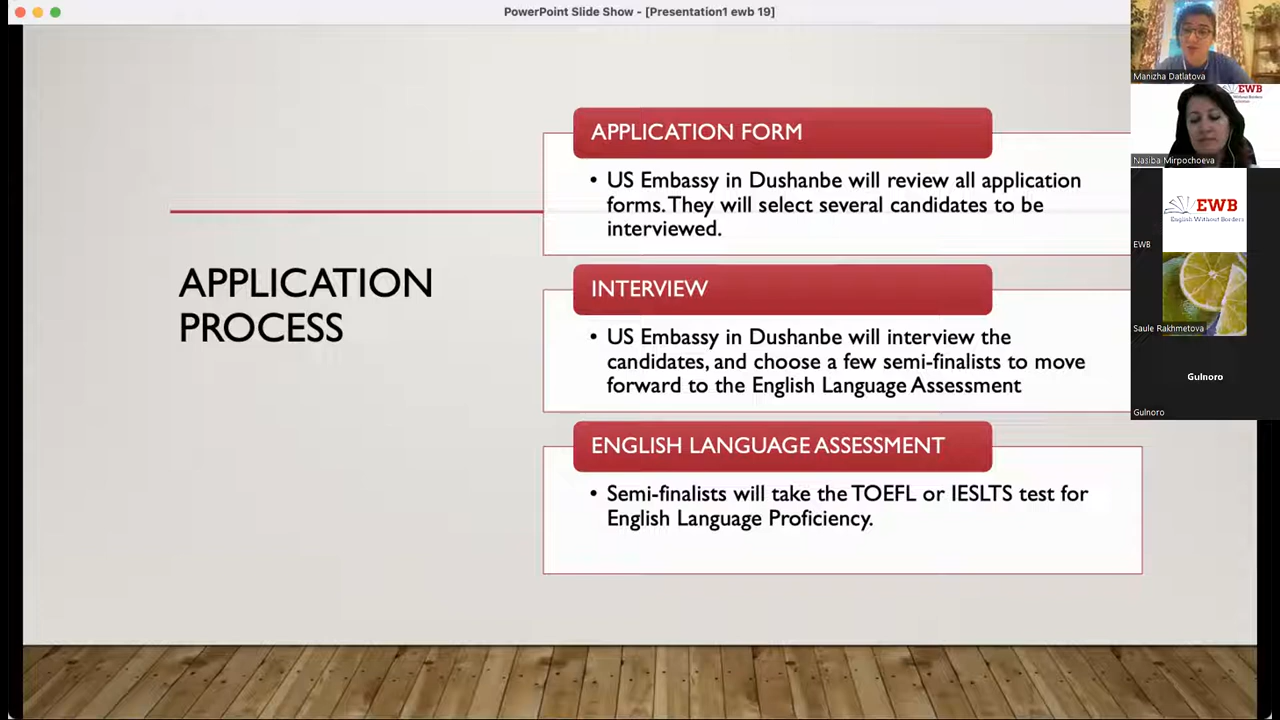 PowerPoint Slide Show - [Presentation1 ewb 19]
APPLICATION
PROCESS
APPLICATION FORM
• US Embassy in Dushanbe will review all application
forms. They will select several candidates to be
interviewed.
INTERVIEW
• US Embassy in Dushanbe will interview the
candidates, and choose a few semi-finalists to move
forward to the English Language Assessment
ENGLISH LANGUAGE ASSESSMENT
• Semi-finalists will take the TOEFL or IESLTS test for
English Language Proficiency.
Manizha Datlatova
EWB
Nasiba Mirpochoeva
EWB
English Without Borders
EWB
Saule Rakhmetova
Gulnoro
Gulnoro